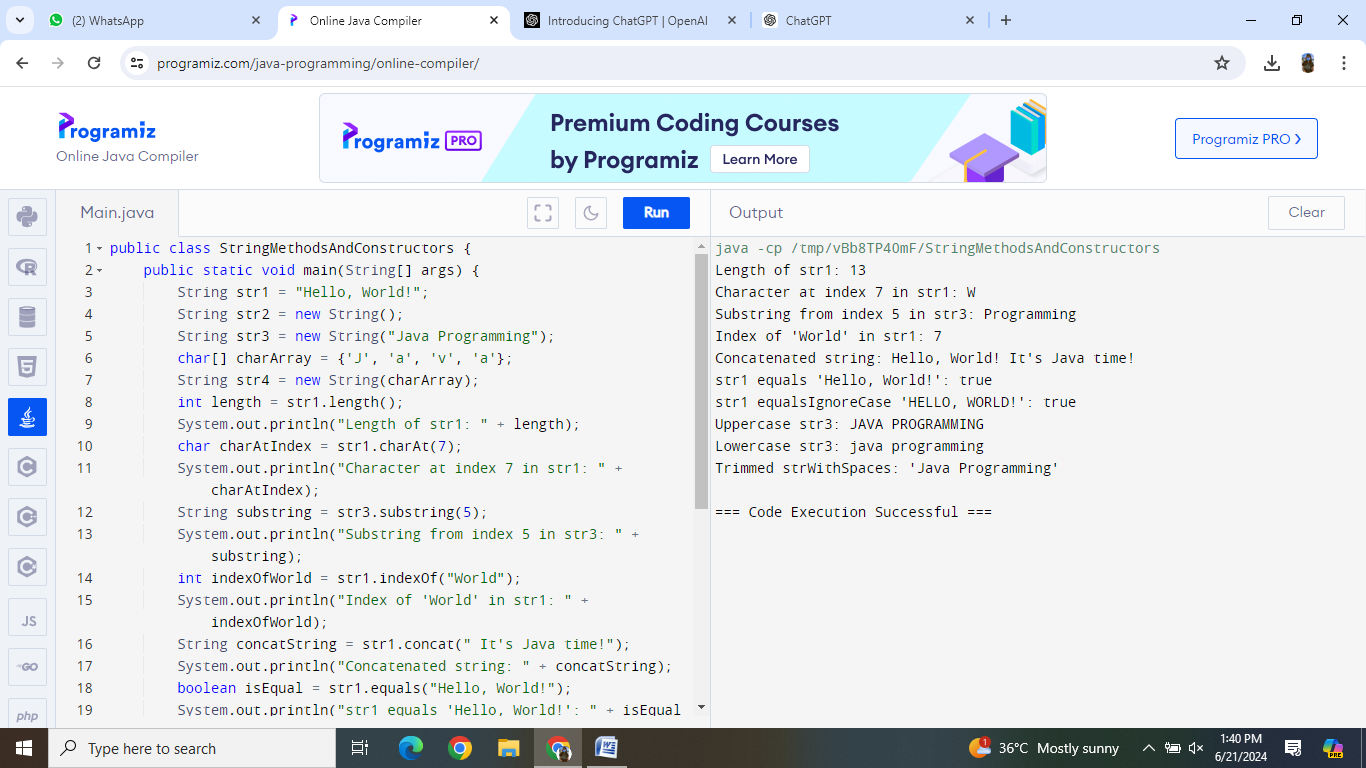 (2) WhatsApp
Online Java Compiler
Introducing ChatGPT | OpenAI
ChatGPT
programiz.com/java-programming/online-compiler/
Programiz
Online Java Compiler
Programiz PRO
Premium Coding Courses
by Programiz
Learn More
Programiz PRO >
Main.java
Run
Output
Clear
1 public class StringMethodsAndConstructors {
2 public static void main(String[] args) {
3 String str1 = "Hello, World!";
4 String str2 = new String();
5 String str3 = new String("Java Programming");
6 char[] charArray = {'J', 'a', 'v', 'a'};
7 String str4 = new String(charArray);
8 int length = str1.length();
9 System.out.println("Length of str1: " + length);
10 char charAtIndex = str1.charAt(7);
11 System.out.println("Character at index 7 in str1: " +
charAtIndex);
12 String substring = str3.substring(5);
13 System.out.println("Substring from index 5 in str3: " +
substring);
14 int indexOfWorld = str1.indexOf("World");
15 System.out.println("Index of 'World' in str1: " +
indexOfWorld);
16 String concatString = str1.concat(" It's Java time!");
17 System.out.println("Concatenated string: " + concatString);
18 boolean isEqual = str1.equals("Hello, World!");
19 System.out.println("str1 equals 'Hello, World!': " + isEqual
java -cp /tmp/vBb8TP4OmF/StringMethodsAndConstructors
Length of str1: 13
Character at index 7 in str1: W
Substring from index 5 in str3: Programming
Index of 'World' in str1: 7
Concatenated string: Hello, World! It's Java time!
str1 equals 'Hello, World!': true
str1 equalsIgnoreCase 'HELLO, WORLD!': true
Uppercase str3: JAVA PROGRAMMING
Lowercase str3: java programming
Trimmed strWithSpaces: 'Java Programming'
=== Code Execution Successful ===
JS
GO
php
Type here to search
1
36°C Mostly sunny
1:40 PM
6/21/2024
PRE